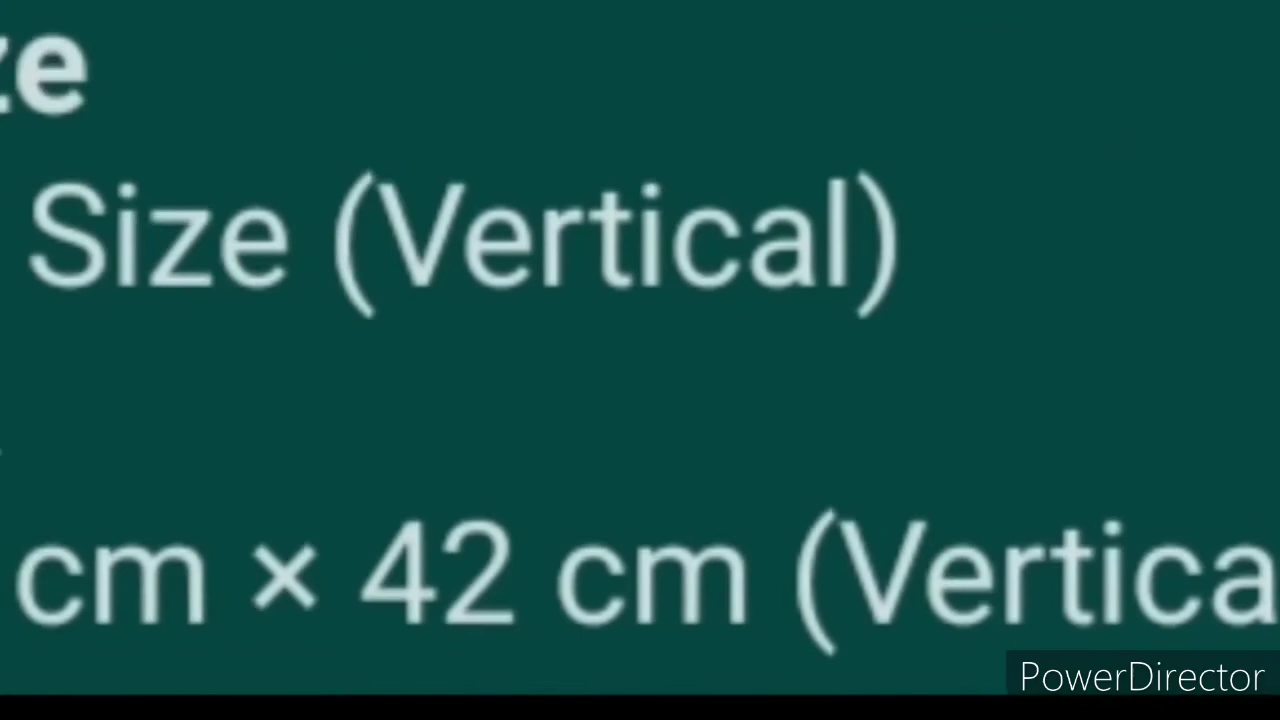 ze
Size (Vertical)
cm × 42 cm (Vertica
PowerDirector